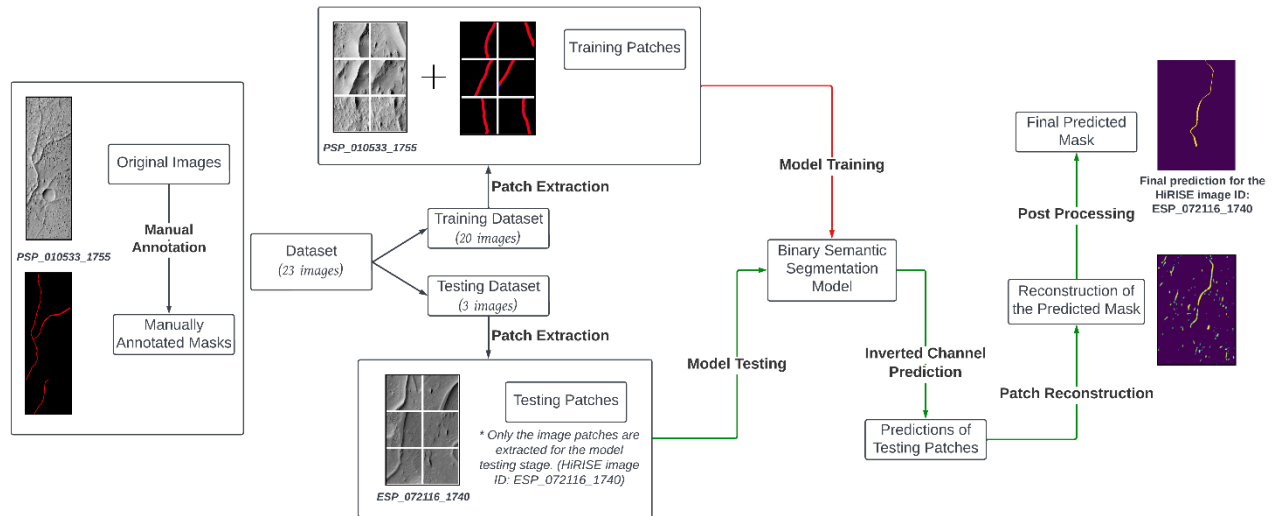 Original Images
Manual
Annotation
PSP_010533_1755
Manually
Annotated Masks
Dataset
(23 images)
PSP_010533_1755
Training Patches
Patch Extraction
Training Dataset
(20 images)
Testing Dataset
(3 images)
Patch Extraction
ESP_072116_1740
Testing Patches
* Only the image patches are
extracted for the model
testing stage. (HiRISE image
ID: ESP_072116_1740)
Model Training
Model Testing
Binary Semantic
Segmentation
Model
Inverted Channel
Prediction
Predictions of
Testing Patches
Patch Reconstruction
Reconstruction of
the Predicted Mask
Post Processing
Final Predicted
Mask
Final prediction for the
HiRISE image ID:
ESP_072116_1740